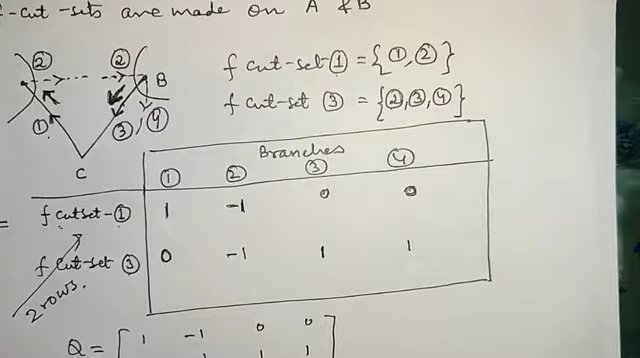 f-cut-sets are made on A & B
② ② B f cut-set ① = {①, ②}
① ③, ④ f cut-set ③ = {②, ③, ④}
C
Branches
① ② ③ ④
= f cutset-① 1 -1 0 0
f cut-set ③ 0 -1 1 1
2 rows.
Q = [ 1 -1 0 0 ]
1 1